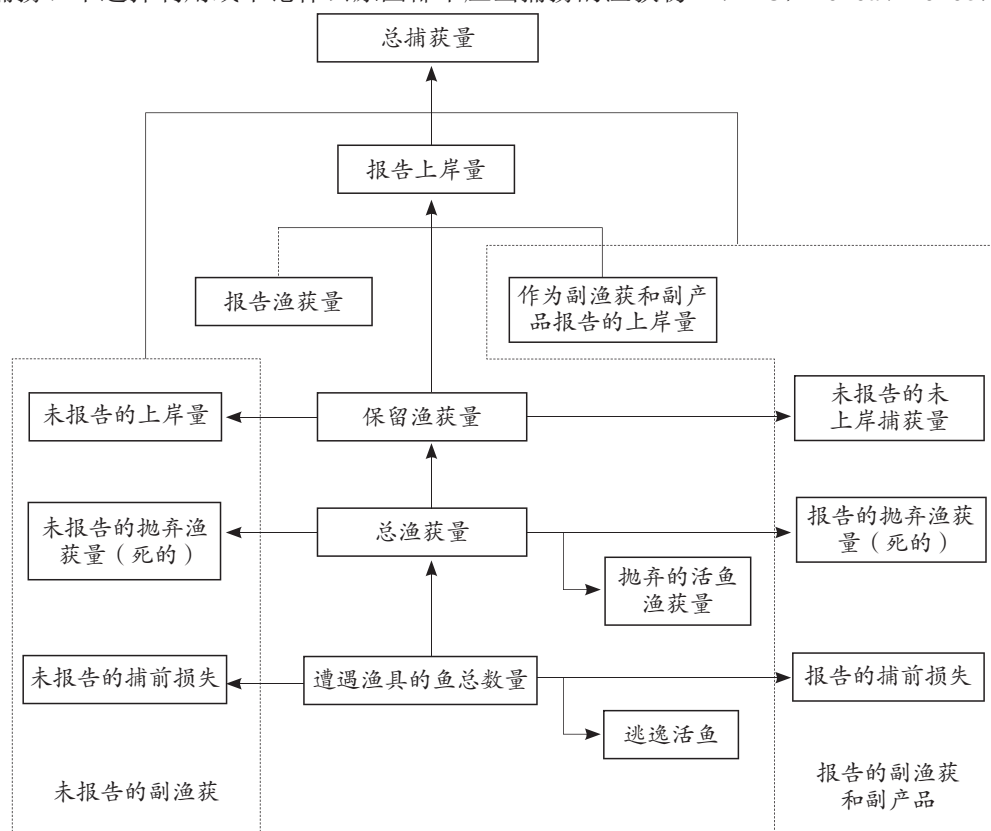 总捕获量
报告上岸量
报告渔获量
作为副渔获和副产
品报告的上岸量
未报告的上岸量
保留渔获量
未报告的未
上岸捕获量
未报告的抛弃渔
获量（死的）
总渔获量
报告的抛弃渔获
量（死的）
抛弃的活鱼
渔获量
未报告的捕前损失
遭遇渔具的鱼总数量
报告的捕前损失
逃逸活鱼
未报告的副渔获
报告的副渔获
和副产品